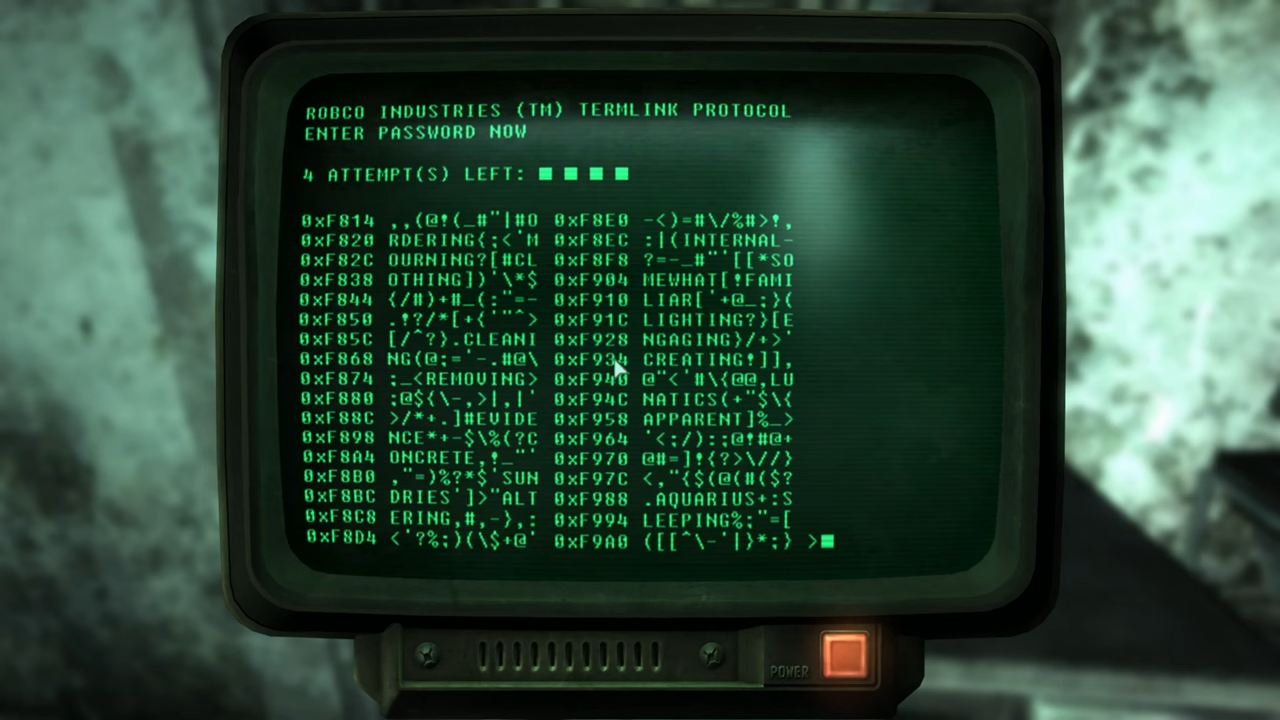 ROBCO INDUSTRIES (TM) TERMLINK PROTOCOL
ENTER PASSWORD NOW
4 ATTEMPT(S) LEFT: ■ ■ ■ ■
0xF814 ,,(@!(_#"|#O 0xF8E0 -<)=#\/%#>!,
0xF820 RDERING{;<'M 0xF8EC :|(INTERNAL-
0xF82C OURNING?[#CL 0xF8F8 ?=-_#"'[[*SO
0xF838 OTHING])'\*$ 0xF904 MEWHAT[!FAMI
0xF844 {/#)+#_(:"=- 0xF910 LIAR['+@_;}(
0xF850 .!?/*[+{'"^> 0xF91C LIGHTING?}[E
0xF85C [/^?}.CLEANI 0xF928 NGAGING}/+>'
0xF868 NG(@;='-.#@\ 0xF934 CREATING!]],
0xF874 :_<REMOVING> 0xF940 @"<'#\{@@,LU
0xF880 ;@${\-,>|,|' 0xF94C NATICS(+"$\{
0xF88C >/*+.]#EVIDE 0xF958 APPARENT]%_>
0xF898 NCE*+-$\%(?C 0xF964 '<:/):;@!#@+
0xF8A4 ONCRETE,!_"' 0xF970 @#=]!{?>\//}
0xF8B0 ,"=)%?*$'SUN 0xF97C <,"{$(@(#($?
0xF8BC DRIES']>"ALT 0xF988 .AQUARIUS+:S
0xF8C8 ERING,#,-},: 0xF994 LEEPING%;"=[
0xF8D4 <'?%;)(\$+@' 0xF9A0 ([[^\-'|}*;} >■
POWER